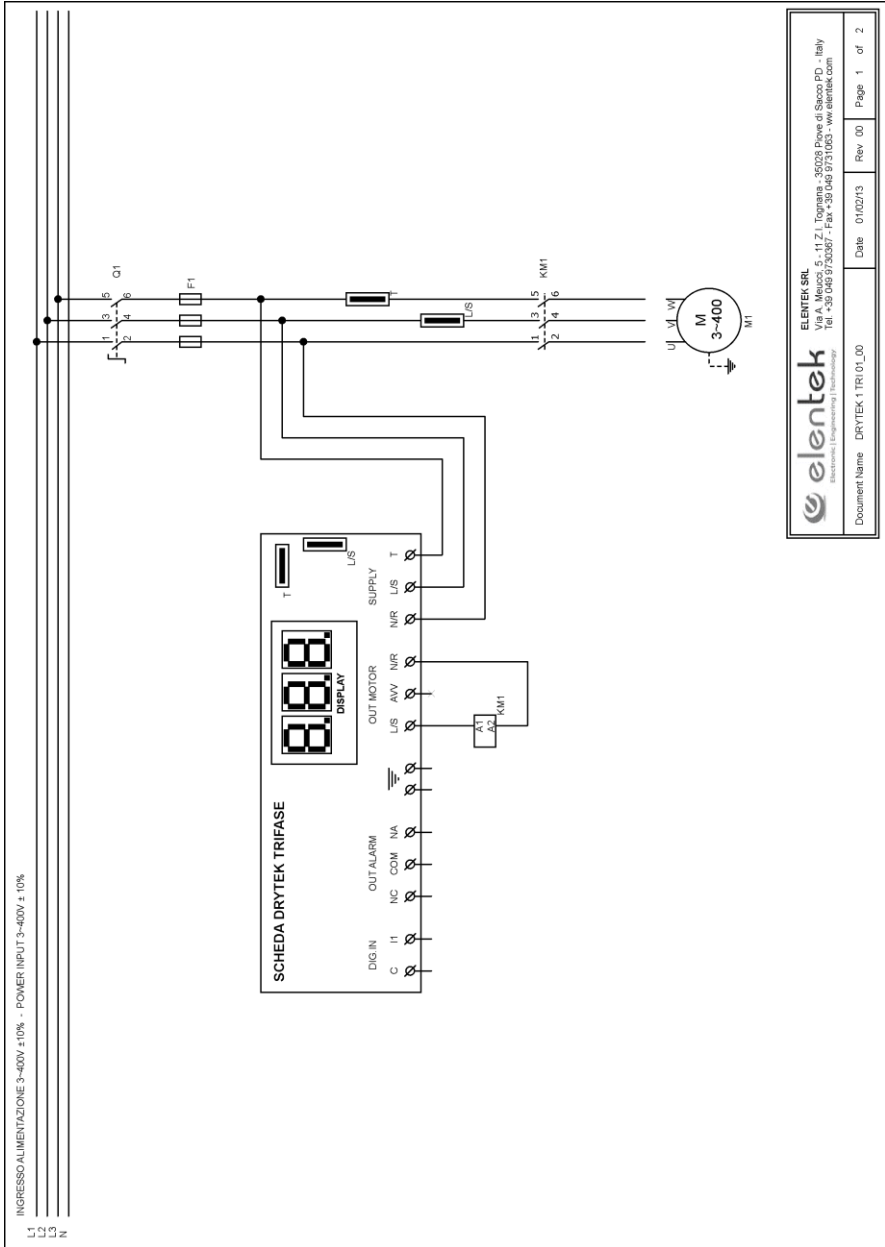 INGRESSO ALIMENTAZIONE 3~400V ±10% - POWER INPUT 3~400V ± 10%
L1
L2
L3
N
Q1
1 3 5
2 4 6
F1
T
L/S
KM1
1 3 5
2 4 6
U V W
M
3~400
M1
SCHEDA DRYTEK TRIFASE
DISPLAY
T
L/S
DIG.IN OUT ALARM OUT MOTOR SUPPLY
C I1 NC COM NA L/S AVV N/R N/R L/S T
A1
A2
KM1
elentek
Electronic | Engineering | Technology
ELENTEK SRL
Via A. Meucci, 5 - 11 Z.I. Tognana - 35028 Piove di Sacco PD - Italy
Tel. +39 049 9730367 - Fax +39 049 9731063 - ww.elentek.com
Document Name DRYTEK 1 TRI 01_00 Date 01/02/13 Rev 00 Page 1 of 2